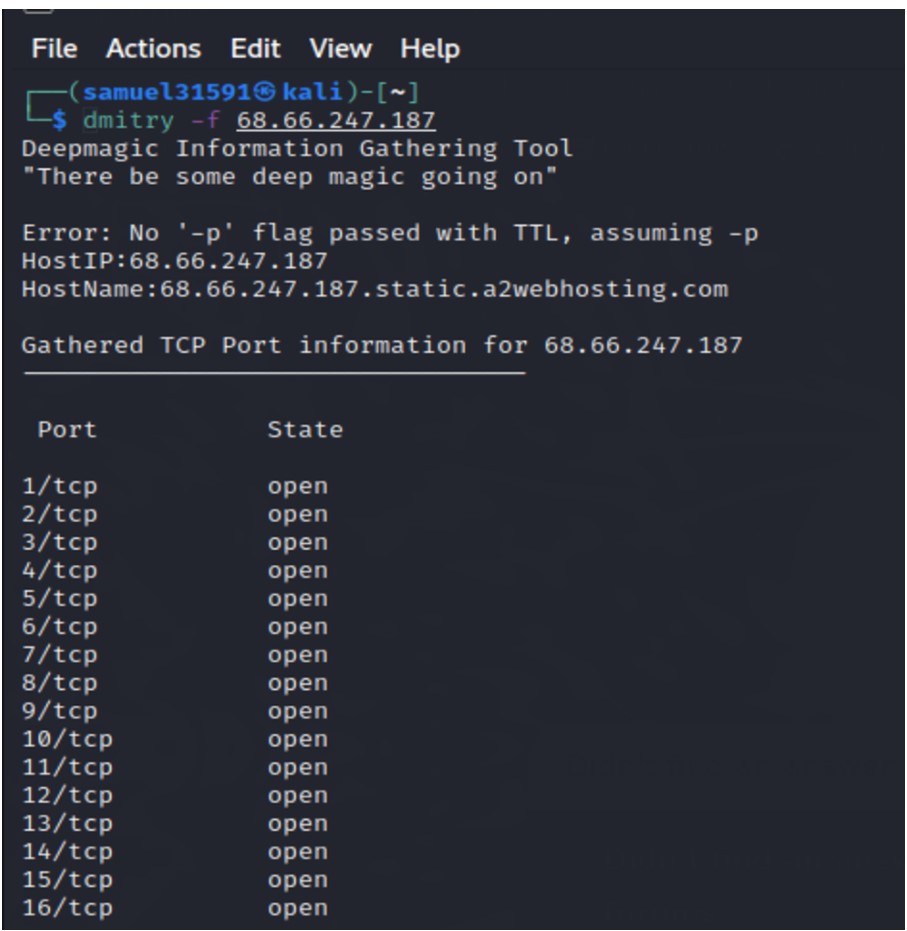 File Actions Edit View Help
┌──(samuel31591㉿kali)-[~]
└─$ dmitry -f 68.66.247.187
Deepmagic Information Gathering Tool
"There be some deep magic going on"
Error: No '-p' flag passed with TTL, assuming -p
HostIP:68.66.247.187
HostName:68.66.247.187.static.a2webhosting.com
Gathered TCP Port information for 68.66.247.187
Port State
1/tcp open
2/tcp open
3/tcp open
4/tcp open
5/tcp open
6/tcp open
7/tcp open
8/tcp open
9/tcp open
10/tcp open
11/tcp open
12/tcp open
13/tcp open
14/tcp open
15/tcp open
16/tcp open